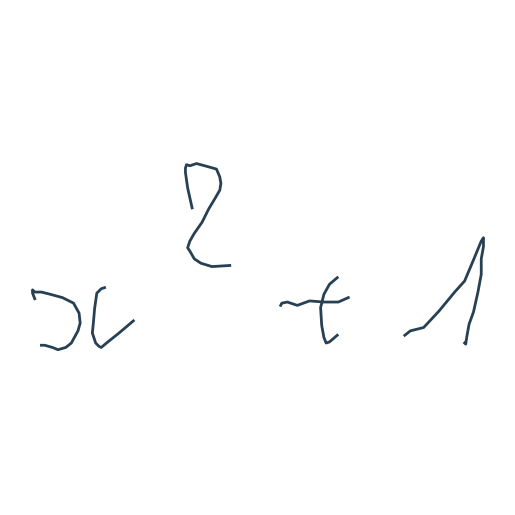 x² + 1